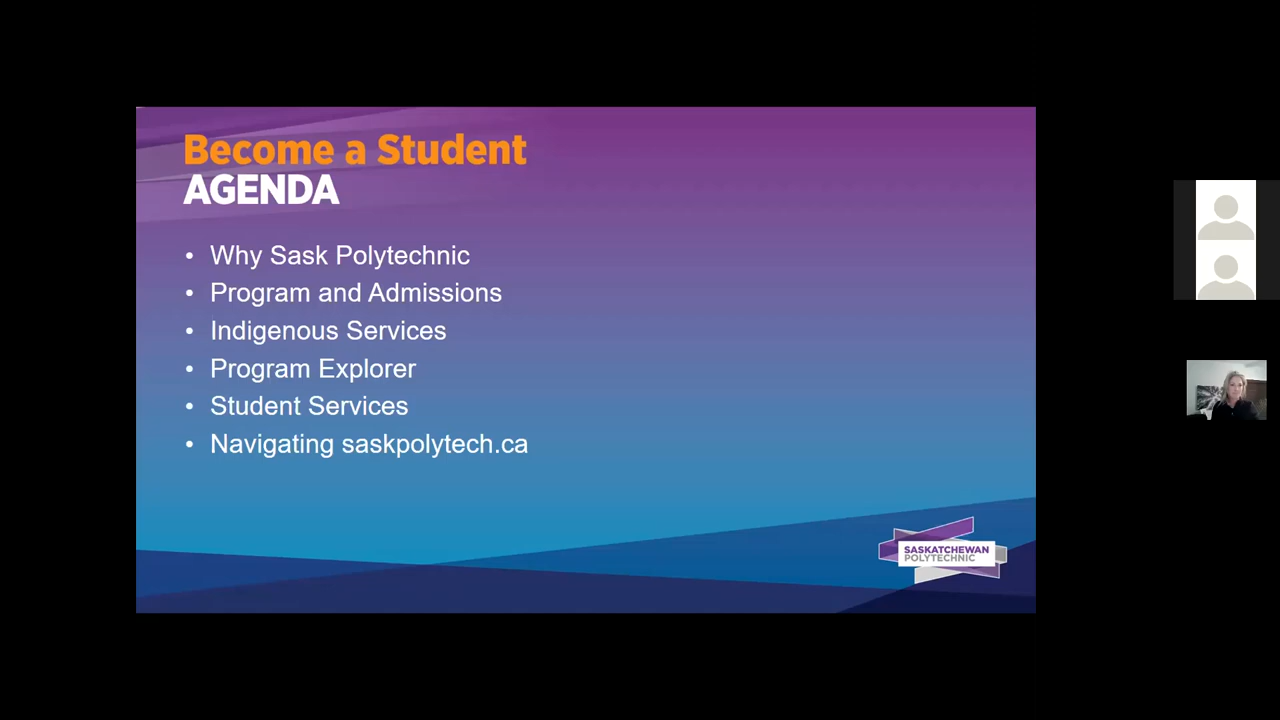 Become a Student
AGENDA
• Why Sask Polytechnic
• Program and Admissions
• Indigenous Services
• Program Explorer
• Student Services
• Navigating saskpolytech.ca
SASKATCHEWAN
POLYTECHNIC